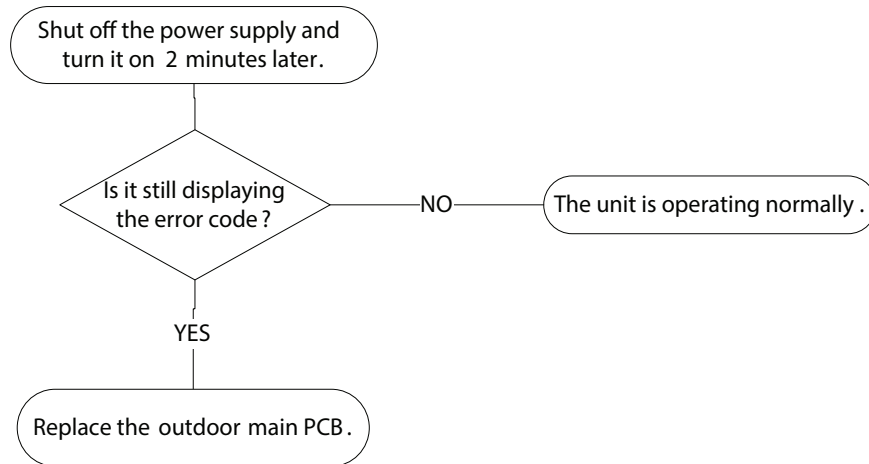 Shut off the power supply and
turn it on 2 minutes later.
Is it still displaying
the error code?
NO
The unit is operating normally.
YES
Replace the outdoor main PCB.